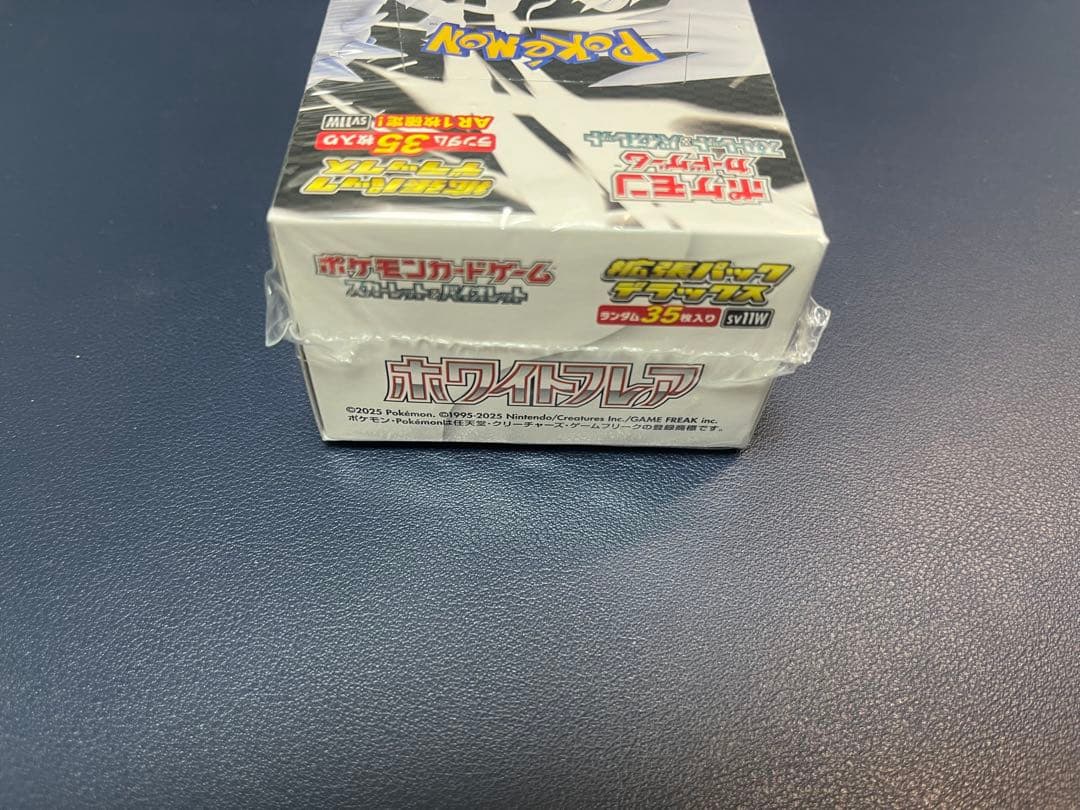 Pokémon
ポケモン
カードゲーム
スカーレット&バイオレット
拡張パック
デラックス
ランダム35枚入り
AR1枚確定!
sv11W
ポケモンカードゲーム
スカーレット&バイオレット
拡張パック
デラックス
ランダム35枚入り sv11W
ホワイトフレア
©2025 Pokémon. ©1995-2025 Nintendo/Creatures Inc./GAME FREAK inc.
ポケモン・Pokémonは任天堂・クリーチャーズ・ゲームフリークの登録商標です。